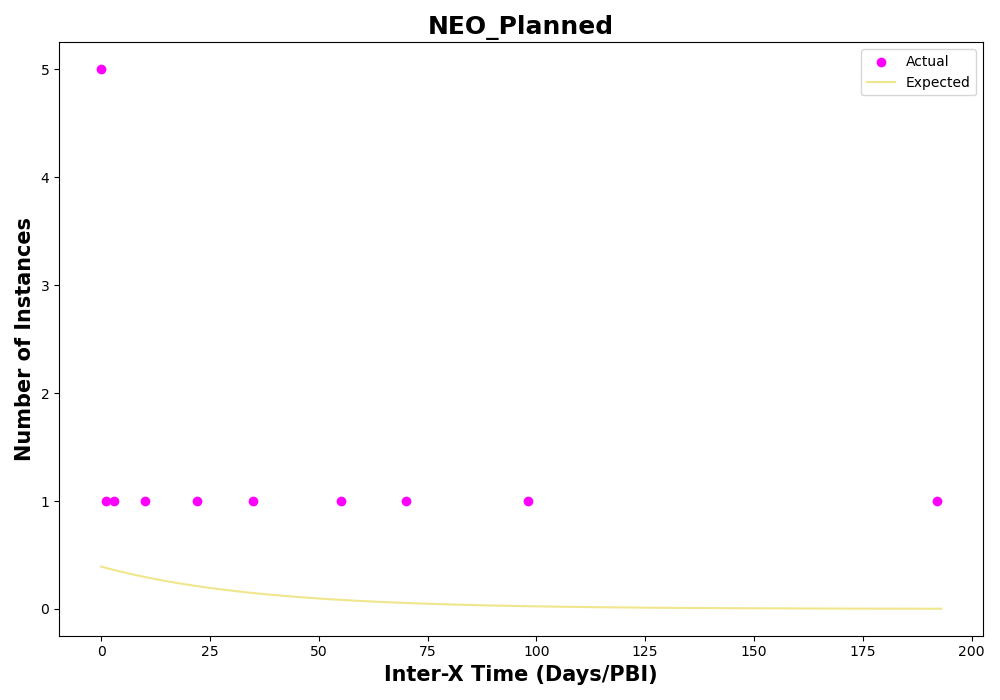 NEO_Planned
Actual
Expected
5
4
3
2
1
0
Number of Instances
0 25 50 75 100 125 150 175 200
Inter-X Time (Days/PBI)